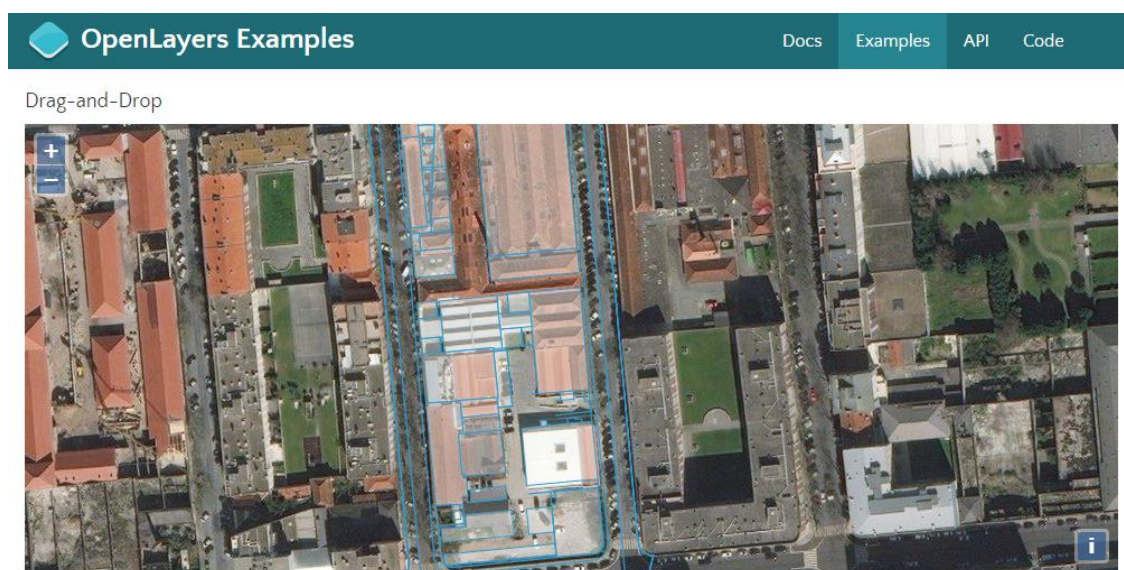 OpenLayers Examples
Docs Examples API Code
Drag-and-Drop
+
−
i